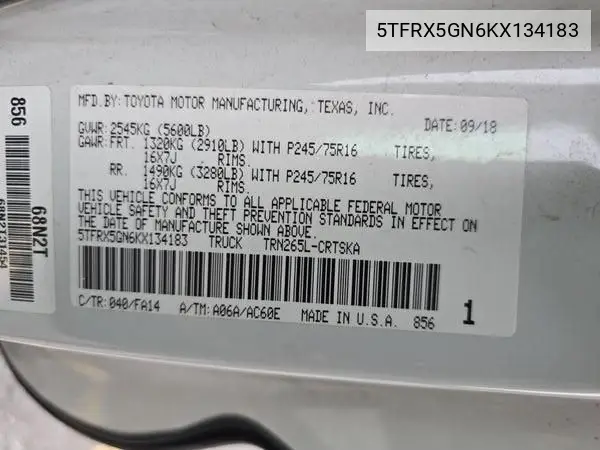 5TFRX5GN6KX134183
MFD.BY:TOYOTA MOTOR MANUFACTURING, TEXAS, INC.
GVWR:2545KG (5600LB) DATE:09/18
GAWR:FRT. 1320KG (2910LB) WITH P245/75R16 TIRES,
16X7J RIMS.
RR. 1490KG (3280LB) WITH P245/75R16 TIRES,
16X7J RIMS.
THIS VEHICLE CONFORMS TO ALL APPLICABLE FEDERAL MOTOR
VEHICLE SAFETY AND THEFT PREVENTION STANDARDS IN EFFECT ON
THE DATE OF MANUFACTURE SHOWN ABOVE.
5TFRX5GN6KX134183 TRUCK TRN265L-CRTSKA
C/TR:040/FA14 A/TM:A06A/AC60E MADE IN U.S.A. 856 1
856
68N2T